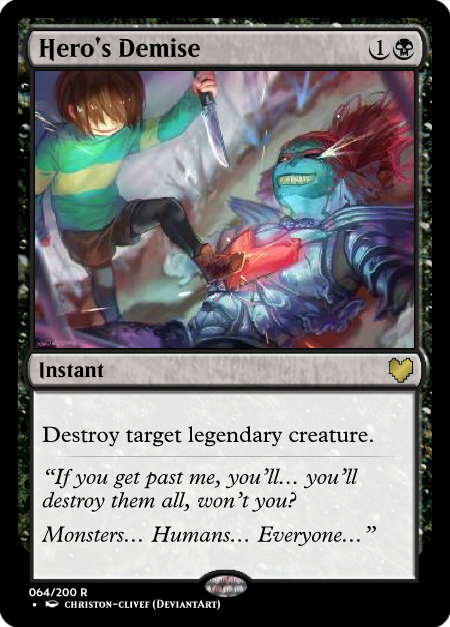 Hero's Demise 1
Instant
Destroy target legendary creature.
“If you get past me, you'll… you'll
destroy them all, won't you?
Monsters… Humans… Everyone…”
064/200 R
• christon-clivef (DeviantArt)